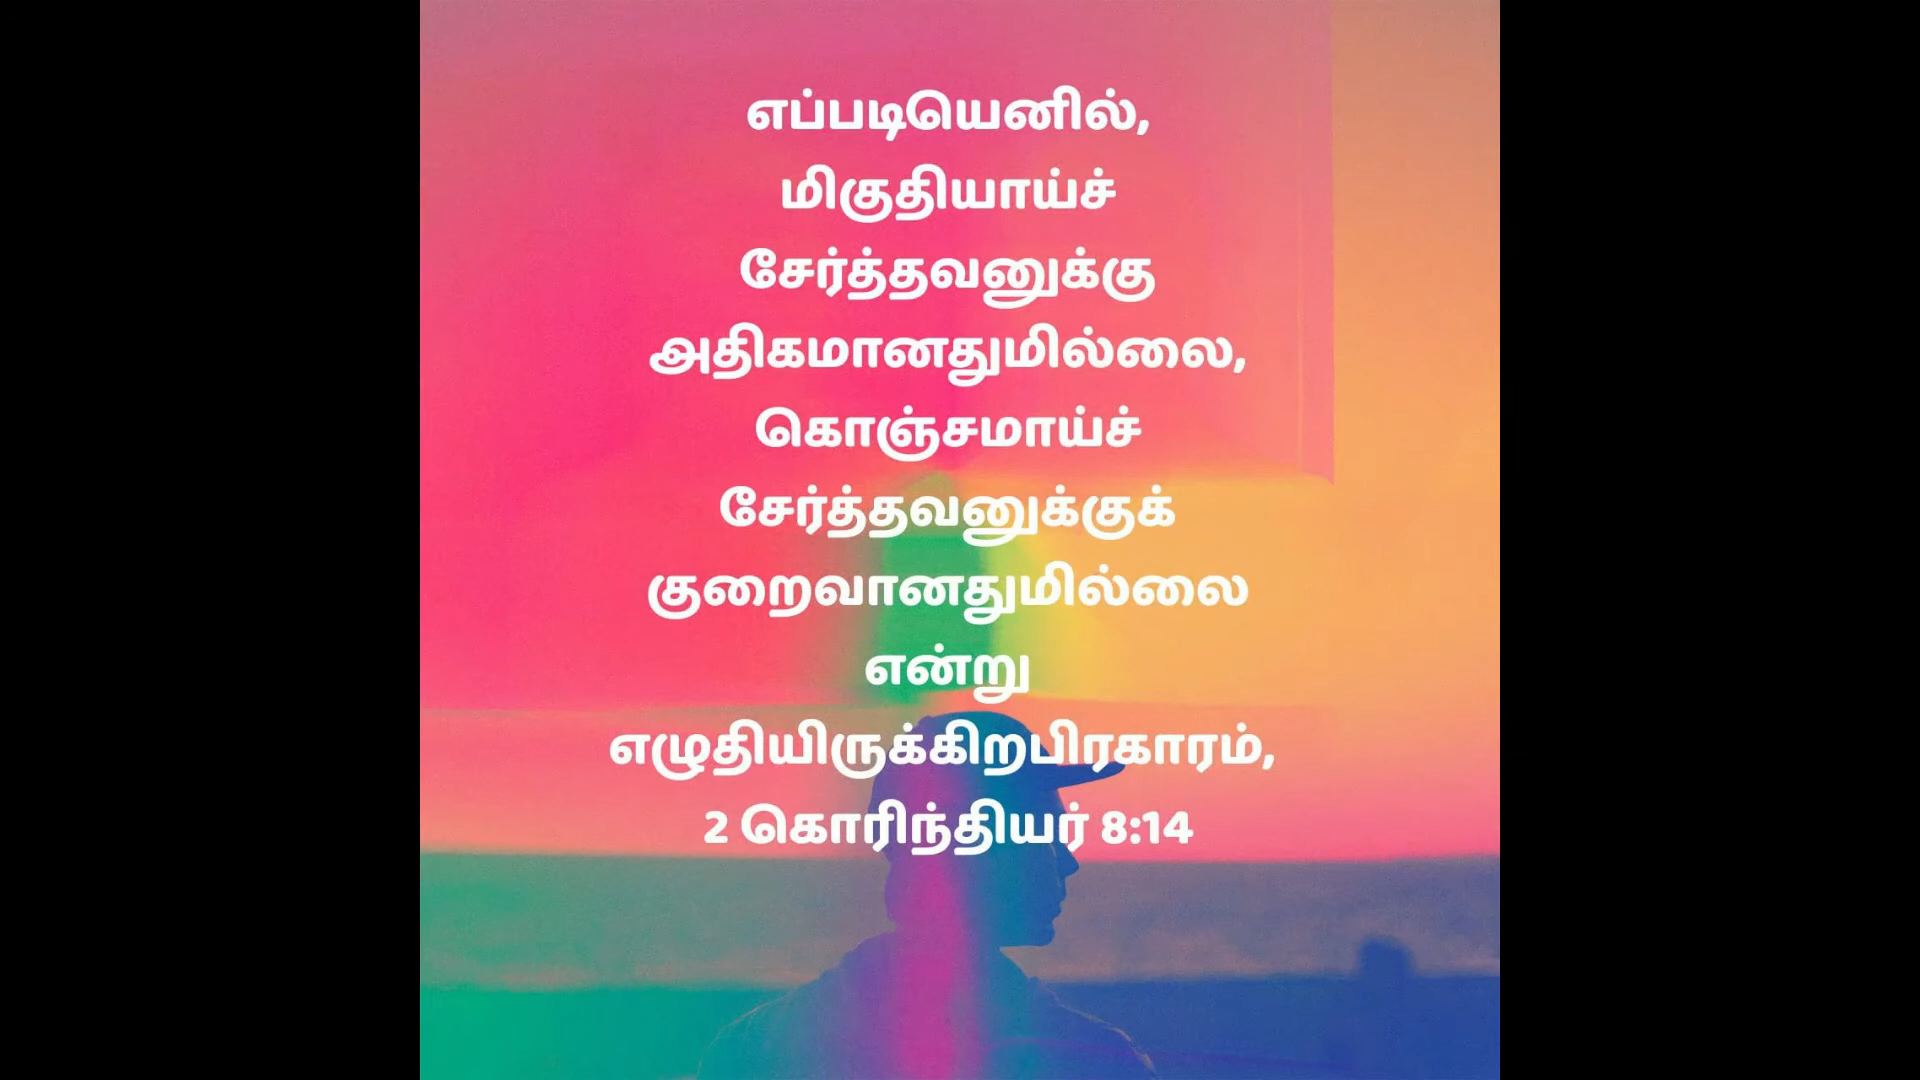 எப்படியெனில்,
மிகுதியாய்ச்
சேர்த்தவனுக்கு
அதிகமானதுமில்லை,
கொஞ்சமாய்ச்
சேர்த்தவனுக்குக்
குறைவானதுமில்லை
என்று
எழுதியிருக்கிறபிரகாரம்,
2 கொரிந்தியர் 8:14